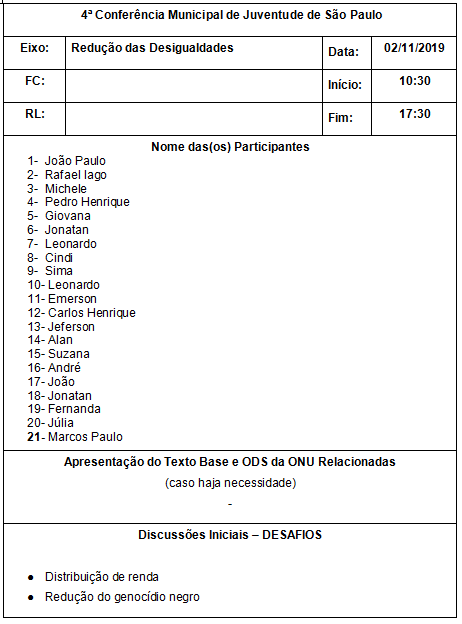 4ª Conferência Municipal de Juventude de São Paulo
Eixo: Redução das Desigualdades Data: 02/11/2019
FC: Início: 10:30
RL: Fim: 17:30
Nome das(os) Participantes
1- João Paulo
2- Rafael Iago
3- Michele
4- Pedro Henrique
5- Giovana
6- Jonatan
7- Leonardo
8- Cindi
9- Sima
10- Leonardo
11- Emerson
12- Carlos Henrique
13- Jeferson
14- Alan
15- Suzana
16- André
17- João
18- Jonatan
19- Fernanda
20- Júlia
21- Marcos Paulo
Apresentação do Texto Base e ODS da ONU Relacionadas
(caso haja necessidade)
-
Discussões Iniciais – DESAFIOS
● Distribuição de renda
● Redução do genocídio negro